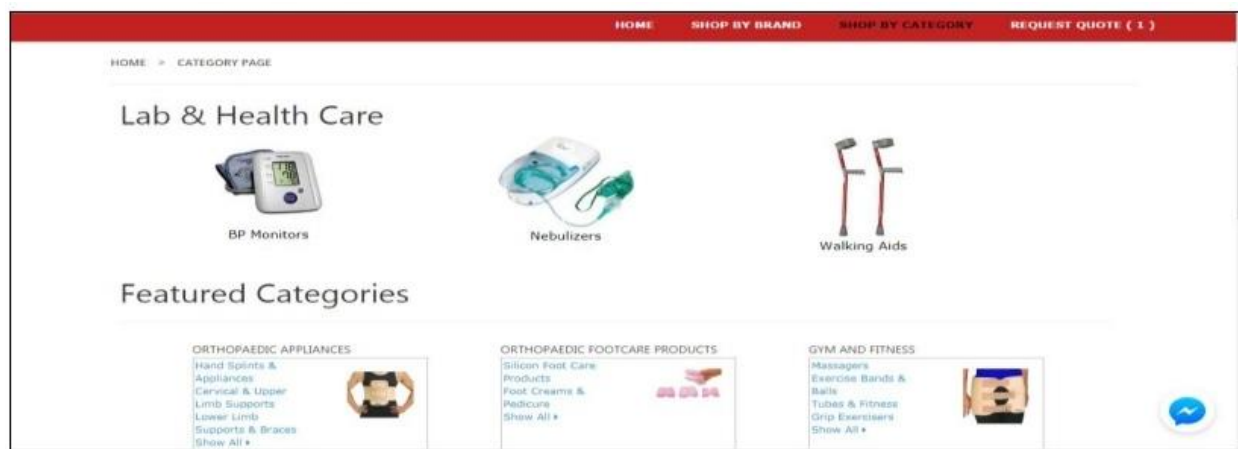 HOME SHOP BY BRAND SHOP BY CATEGORY REQUEST QUOTE ( 1 )
HOME » CATEGORY PAGE
Lab & Health Care
BP Monitors
Nebulizers
Walking Aids
Featured Categories
ORTHOPAEDIC APPLIANCES
Hand Splints &
Appliances
Cervical & Upper
Limb Supports
Lower Limb
Supports & Braces
Show All
ORTHOPAEDIC FOOTCARE PRODUCTS
Silicon Foot Care
Products
Foot Creams &
Pedicure
Show All
GYM AND FITNESS
Massagers
Exercise Bands &
Balls
Tubes & Fitness
Grip Exercisers
Show All